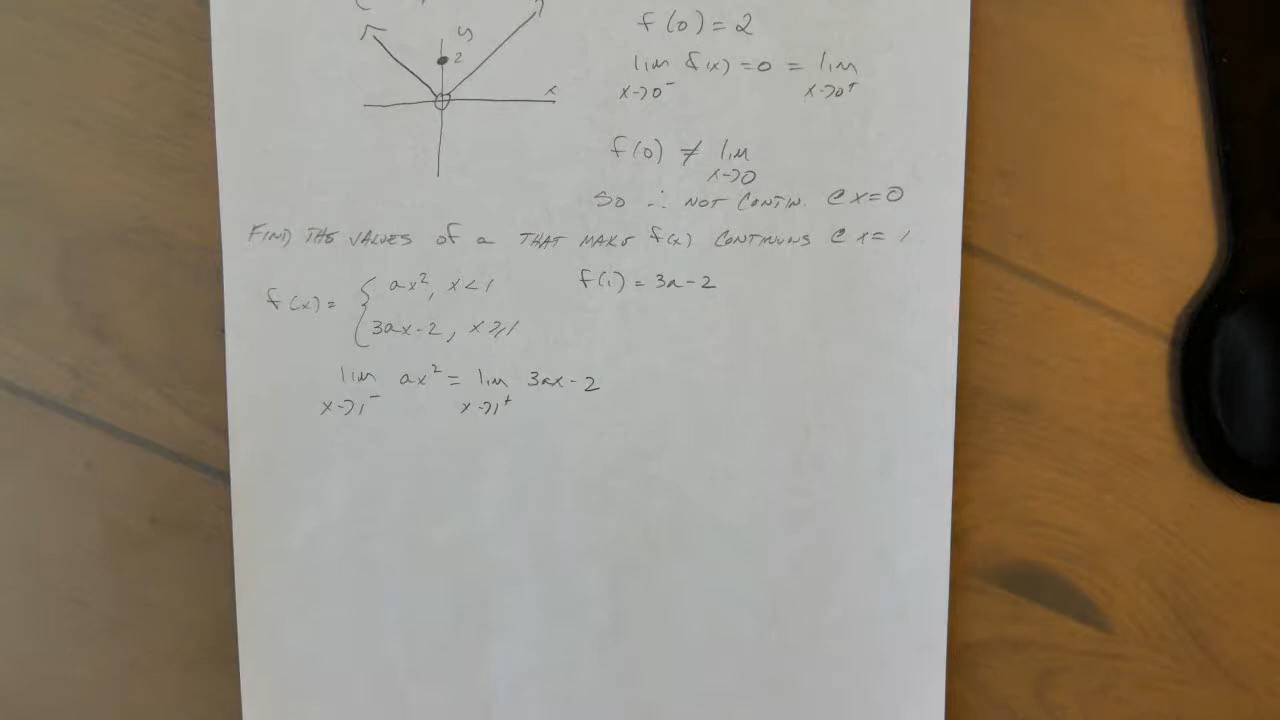 y
2
x
f(0) = 2
lim f(x) = 0 = lim
x→0⁻ x→0⁺
f(0) ≠ lim
x→0
SO ∴ NOT CONTIN. @ x=0
FIND THE VALUES of a THAT MAKE f(x) CONTINUUS @ x = 1
f(1) = 3a-2
f(x) = { ax², x<1
3ax-2, x≥1
lim ax² = lim 3ax-2
x→1⁻ x→1⁺